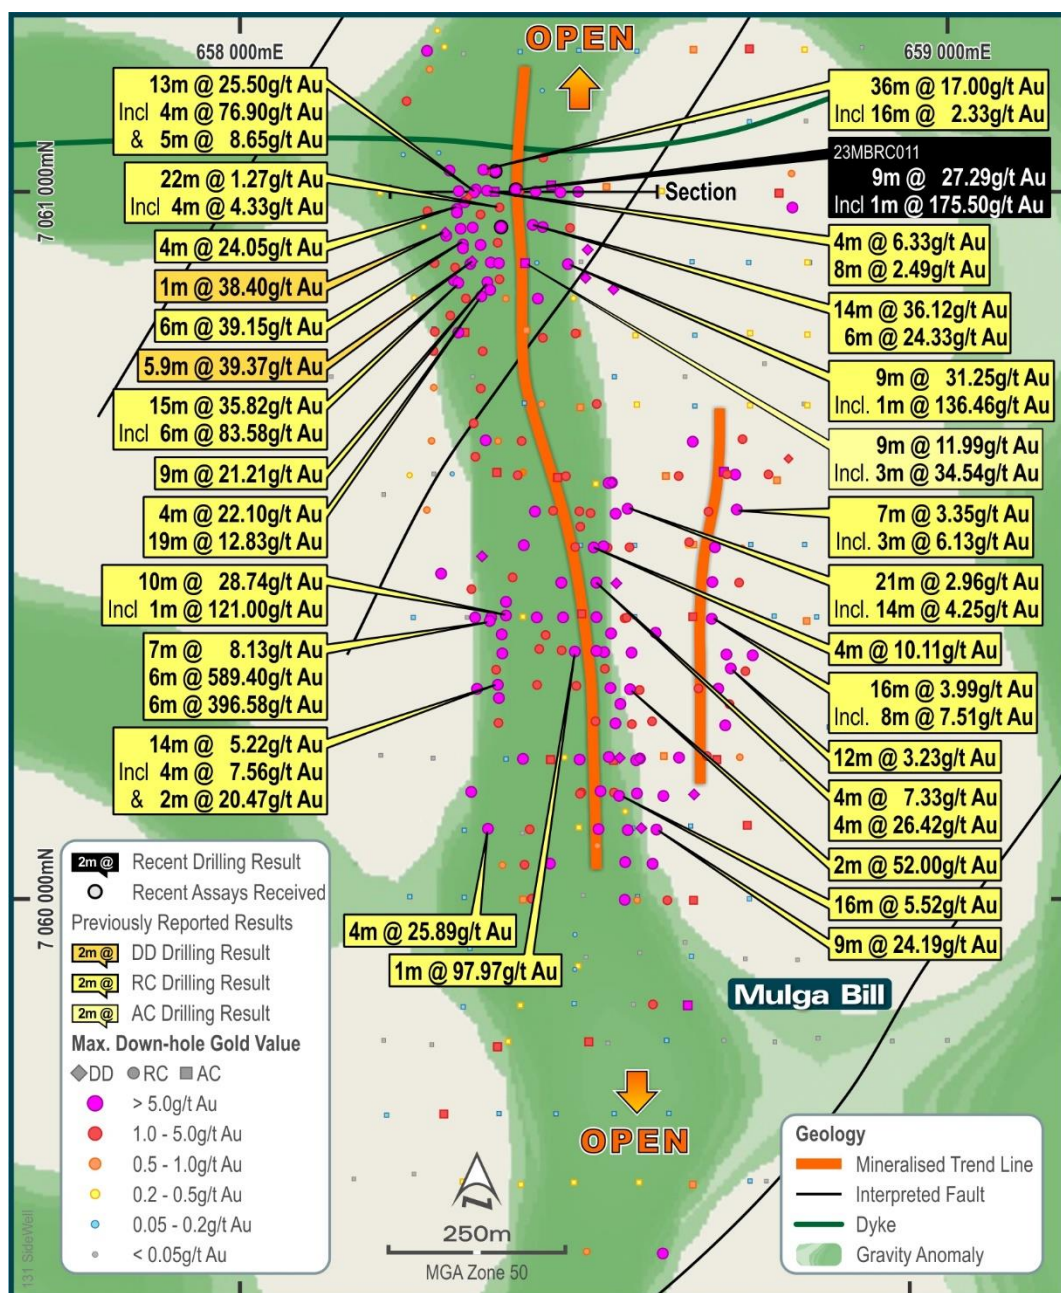 OPEN
658 000mE
659 000mE
7 061 000mN
7 060 000mN
13m @ 25.50g/t Au
Incl 4m @ 76.90g/t Au
& 5m @ 8.65g/t Au
22m @ 1.27g/t Au
Incl 4m @ 4.33g/t Au
4m @ 24.05g/t Au
1m @ 38.40g/t Au
6m @ 39.15g/t Au
5.9m @ 39.37g/t Au
15m @ 35.82g/t Au
Incl 6m @ 83.58g/t Au
9m @ 21.21g/t Au
4m @ 22.10g/t Au
19m @ 12.83g/t Au
10m @ 28.74g/t Au
Incl 1m @ 121.00g/t Au
7m @ 8.13g/t Au
6m @ 589.40g/t Au
6m @ 396.58g/t Au
14m @ 5.22g/t Au
Incl 4m @ 7.56g/t Au
& 2m @ 20.47g/t Au
36m @ 17.00g/t Au
Incl 16m @ 2.33g/t Au
23MBRC011
9m @ 27.29g/t Au
Incl 1m @ 175.50g/t Au
Section
4m @ 6.33g/t Au
8m @ 2.49g/t Au
14m @ 36.12g/t Au
6m @ 24.33g/t Au
9m @ 31.25g/t Au
Incl. 1m @ 136.46g/t Au
9m @ 11.99g/t Au
Incl. 3m @ 34.54g/t Au
7m @ 3.35g/t Au
Incl. 3m @ 6.13g/t Au
21m @ 2.96g/t Au
Incl. 14m @ 4.25g/t Au
4m @ 10.11g/t Au
16m @ 3.99g/t Au
Incl. 8m @ 7.51g/t Au
12m @ 3.23g/t Au
4m @ 7.33g/t Au
4m @ 26.42g/t Au
2m @ 52.00g/t Au
16m @ 5.52g/t Au
9m @ 24.19g/t Au
4m @ 25.89g/t Au
1m @ 97.97g/t Au
Mulga Bill
OPEN
2m @ Recent Drilling Result
Recent Assays Received
Previously Reported Results
2m @ DD Drilling Result
2m @ RC Drilling Result
2m @ AC Drilling Result
Max. Down-hole Gold Value
DD RC AC
> 5.0g/t Au
1.0 - 5.0g/t Au
0.5 - 1.0g/t Au
0.2 - 0.5g/t Au
0.05 - 0.2g/t Au
< 0.05g/t Au
131 SideWell
250m
MGA Zone 50
Geology
Mineralised Trend Line
Interpreted Fault
Dyke
Gravity Anomaly